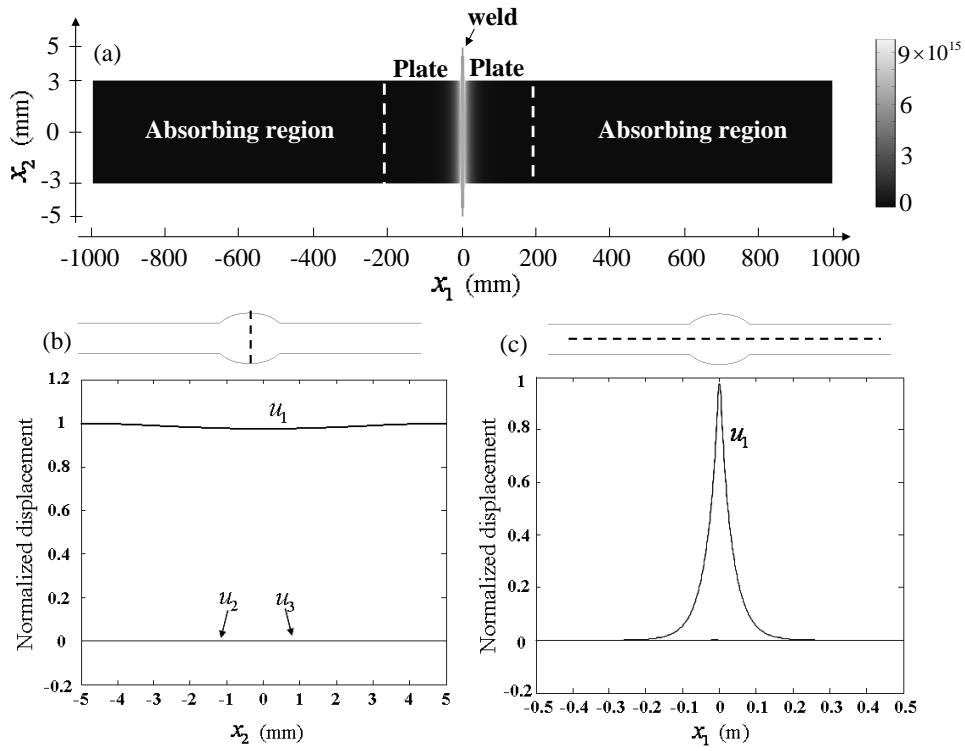 weld
(a)
5
3
0
-3
-5
x₂ (mm)
Plate Plate
Absorbing region
Absorbing region
9×10¹⁵
6
3
0
-1000 -800 -600 -400 -200 0 200 400 600 800 1000
x₁ (mm)
(b)
1.2
1
0.8
0.6
0.4
0.2
0
-0.2
Normalized displacement
u₁
u₂
u₃
-5 -4 -3 -2 -1 0 1 2 3 4 5
x₂ (mm)
(c)
1
0.8
0.6
0.4
0.2
0
-0.2
Normalized displacement
u₁
-0.5 -0.4 -0.3 -0.2 -0.1 0 0.1 0.2 0.3 0.4 0.5
x₁ (m)